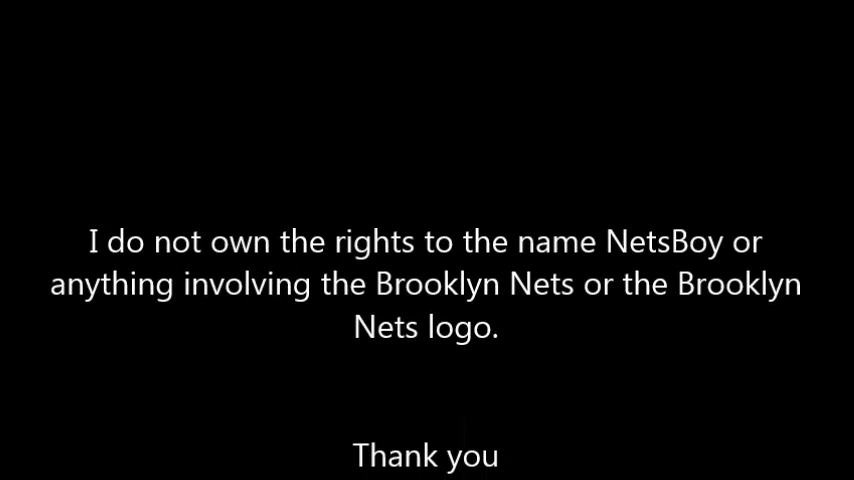 I do not own the rights to the name NetsBoy or
anything involving the Brooklyn Nets or the Brooklyn
Nets logo.
Thank you